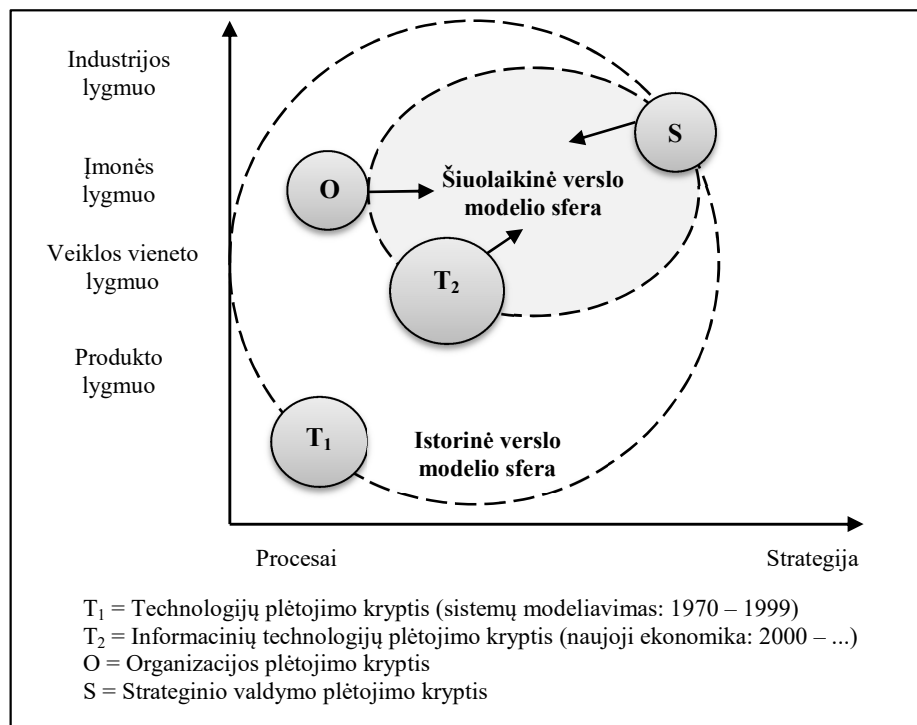 Industrijos
lygmuo
S
Įmonės
lygmuo
O
Šiuolaikinė verslo
modelio sfera
Veiklos vieneto
lygmuo
T₂
Produkto
lygmuo
T₁
Istorinė verslo
modelio sfera
Procesai
Strategija
T₁ = Technologijų plėtojimo kryptis (sistemų modeliavimas: 1970 – 1999)
T₂ = Informacinių technologijų plėtojimo kryptis (naujoji ekonomika: 2000 – ...)
O = Organizacijos plėtojimo kryptis
S = Strateginio valdymo plėtojimo kryptis